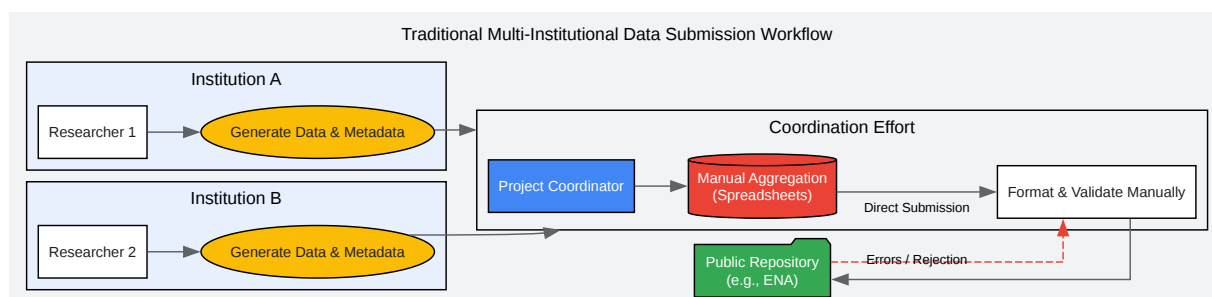 Traditional Multi-Institutional Data Submission Workflow
Institution A
Researcher 1
Generate Data & Metadata
Institution B
Researcher 2
Generate Data & Metadata
Coordination Effort
Project Coordinator
Manual Aggregation
(Spreadsheets)
Direct Submission
Format & Validate Manually
Public Repository
(e.g., ENA)
Errors / Rejection